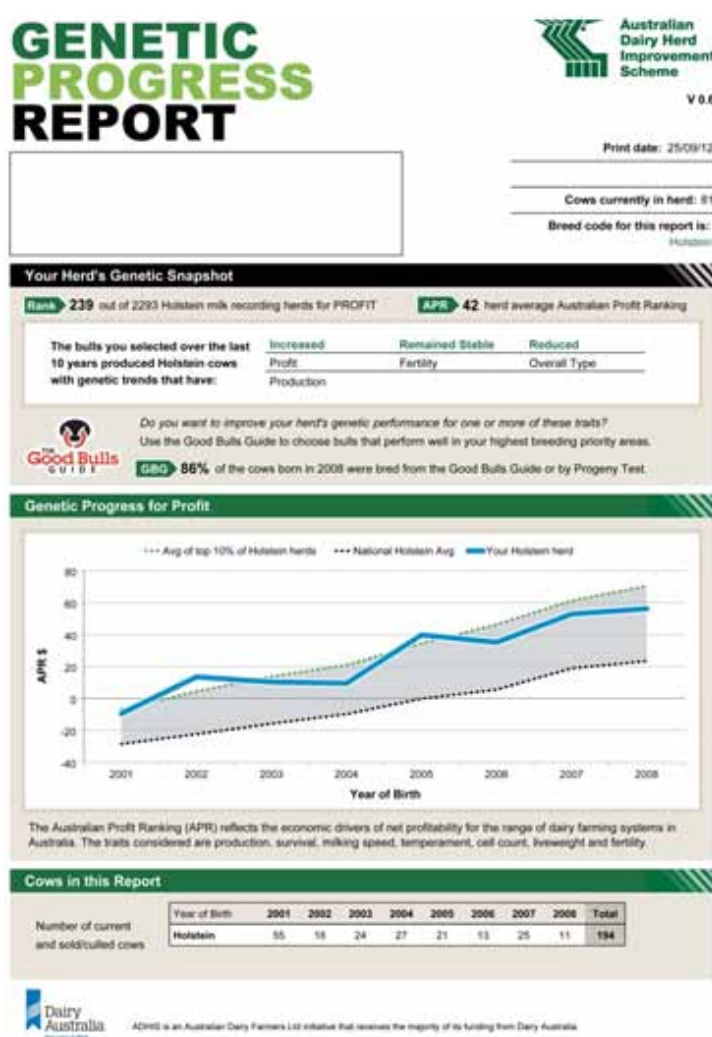 GENETIC
PROGRESS
REPORT
Australian
Dairy Herd
Improvement
Scheme
V 0.6
Print date: 25/09/12
Cows currently in herd: 81
Breed code for this report is:
Holstein
Your Herd's Genetic Snapshot
Rank 239 out of 2293 Holstein milk recording herds for PROFIT
APR 42 herd average Australian Profit Ranking
The bulls you selected over the last
10 years produced Holstein cows
with genetic trends that have:
Increased Remained Stable Reduced
Profit Fertility Overall Type
Production
THE
Good Bulls
GUIDE
Do you want to improve your herd's genetic performance for one or more of these traits?
Use the Good Bulls Guide to choose bulls that perform well in your highest breeding priority areas.
GBG 86% of the cows born in 2008 were bred from the Good Bulls Guide or by Progeny Test.
Genetic Progress for Profit
Avg of top 10% of Holstein herds National Holstein Avg Your Holstein herd
80
60
40
20
0
-20
-40
APR $
2001 2002 2003 2004 2005 2006 2007 2008
Year of Birth
The Australian Profit Ranking (APR) reflects the economic drivers of net profitability for the range of dairy farming systems in
Australia. The traits considered are production, survival, milking speed, temperament, cell count, liveweight and fertility.
Cows in this Report
Number of current
and sold/culled cows
Year of Birth 2001 2002 2003 2004 2005 2006 2007 2008 Total
Holstein 55 18 24 27 21 13 25 11 194
Dairy
Australia
ADHIS is an Australian Dairy Farmers Ltd initiative that receives the majority of its funding from Dairy Australia